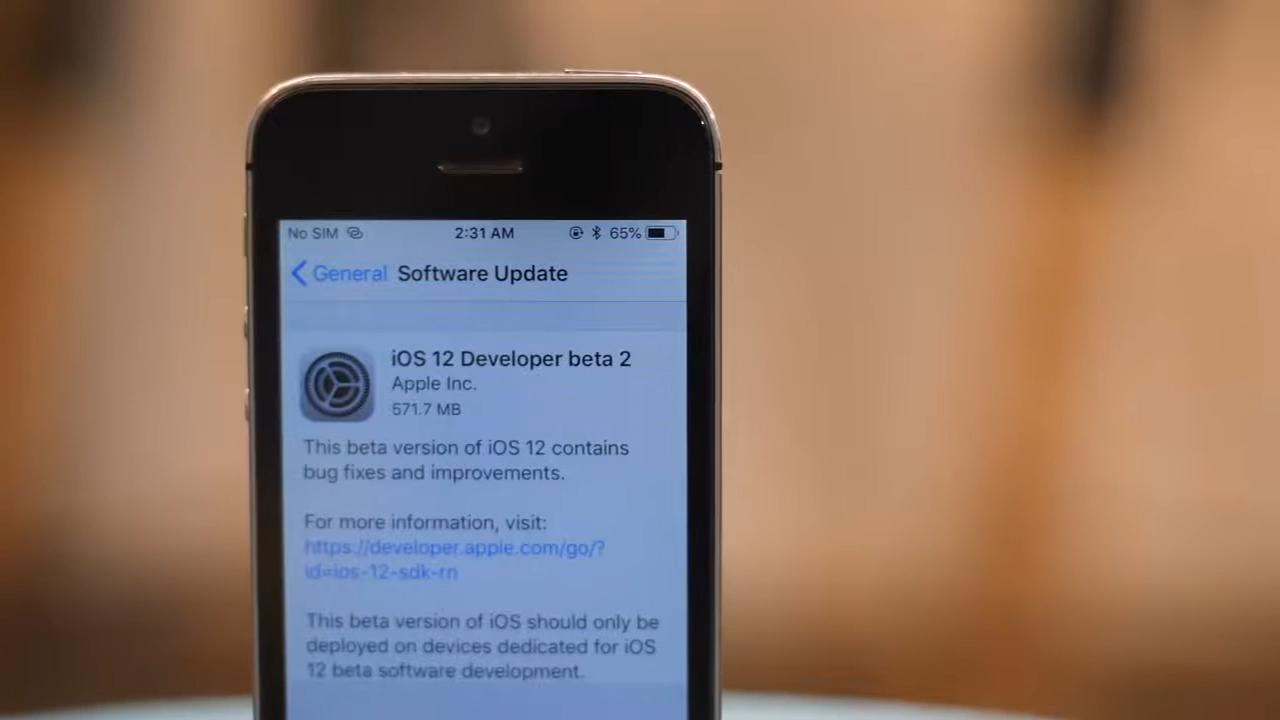 No SIM 2:31 AM 65%
General Software Update
iOS 12 Developer beta 2
Apple Inc.
571.7 MB
This beta version of iOS 12 contains
bug fixes and improvements.
For more information, visit:
https://developer.apple.com/go/?
id=ios-12-sdk-rn
This beta version of iOS should only be
deployed on devices dedicated for iOS
12 beta software development.